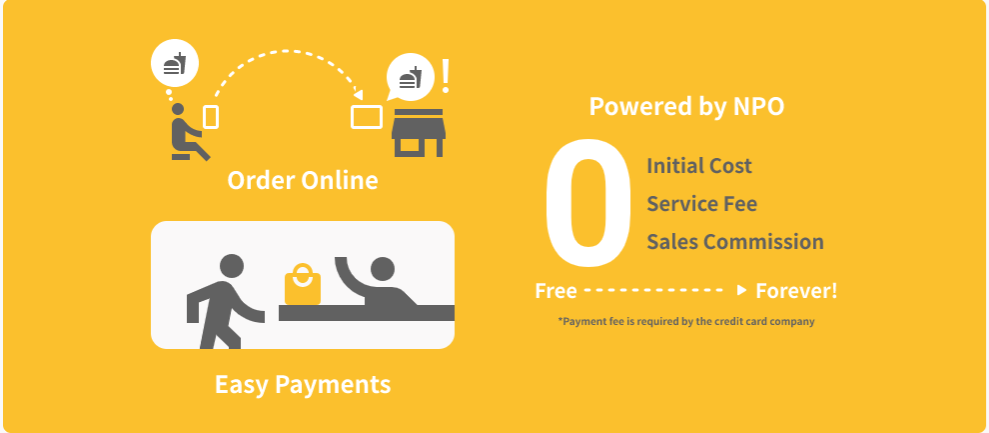 !
Order Online
Easy Payments
Powered by NPO
0
Initial Cost
Service Fee
Sales Commission
Free
Forever!
*Payment fee is required by the credit card company